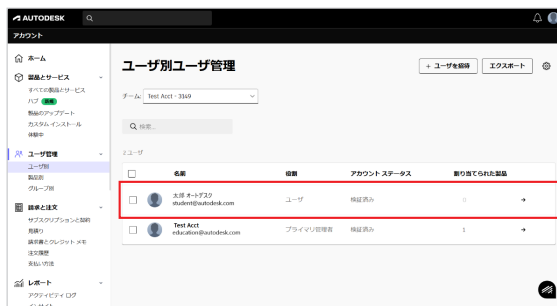 AUTODESK
アカウント
ホーム
製品とサービス
すべての製品とサービス
ハブ 新規
製品のアップデート
カスタム インストール
体験中
ユーザ管理
ユーザ別
製品別
グループ別
請求と注文
サブスクリプションと契約
見積り
請求書とクレジット メモ
注文履歴
支払い方法
レポート
アクティビティ ログ
インサイト
ユーザ別ユーザ管理
+ ユーザを招待
エクスポート
チーム: Test Acct - 3149
検索...
2 ユーザ
名前 役割 アカウント ステータス 割り当てられた製品
太郎 オートデスク
student@autodesk.com
ユーザ 検証済み 0 →
Test Acct
education@autodesk.com
プライマリ管理者 検証済み 1 →